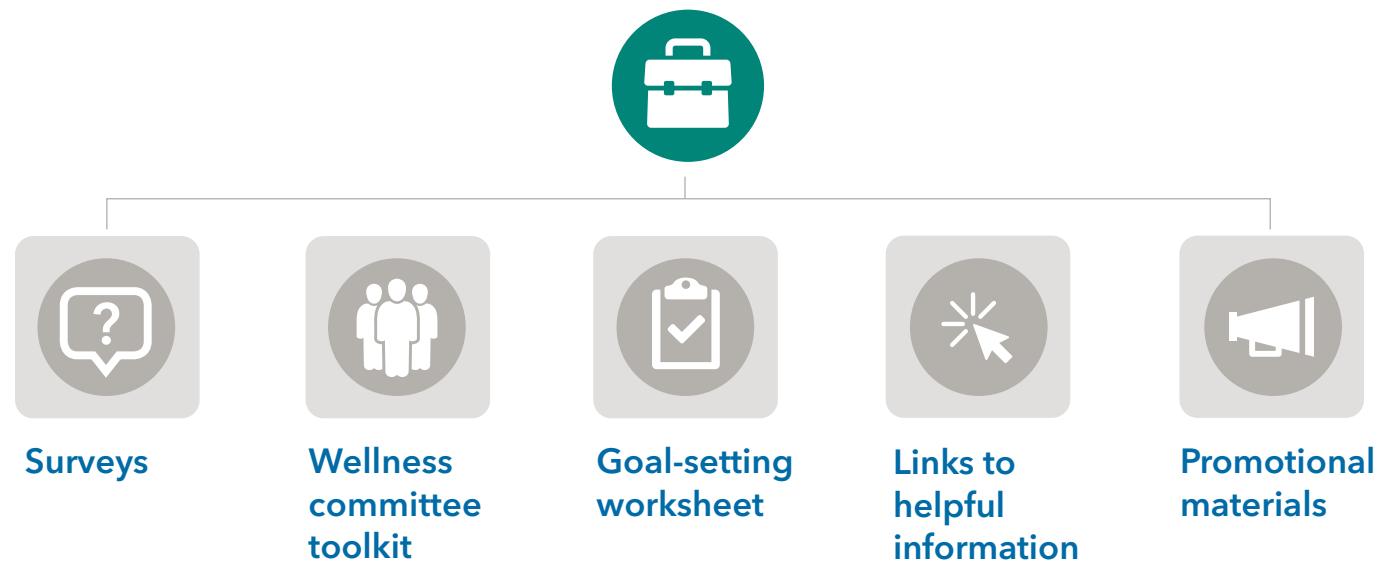 Surveys
Wellness
committee
toolkit
Goal-setting
worksheet
Links to
helpful
information
Promotional
materials